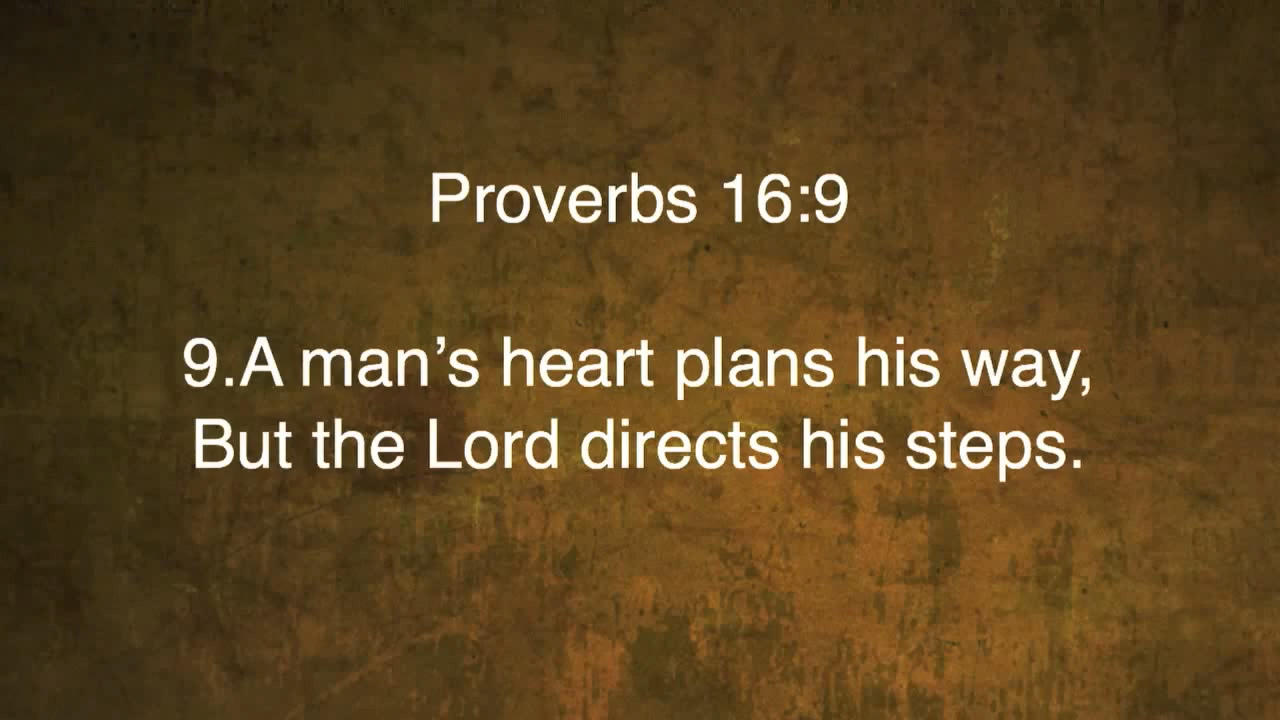 Proverbs 16:9
9.A man’s heart plans his way,
But the Lord directs his steps.